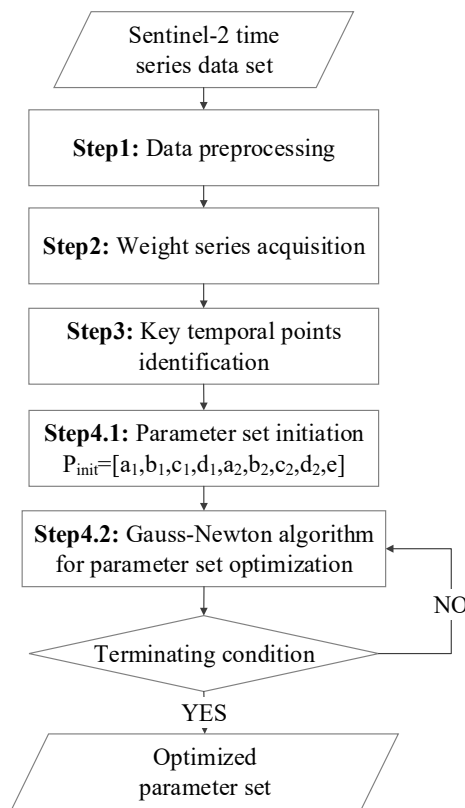 Sentinel-2 time
series data set
Step1: Data preprocessing
Step2: Weight series acquisition
Step3: Key temporal points
identification
Step4.1: Parameter set initiation
P_init=[a₁,b₁,c₁,d₁,a₂,b₂,c₂,d₂,e]
Step4.2: Gauss-Newton algorithm
for parameter set optimization
NO
Terminating condition
YES
Optimized
parameter set